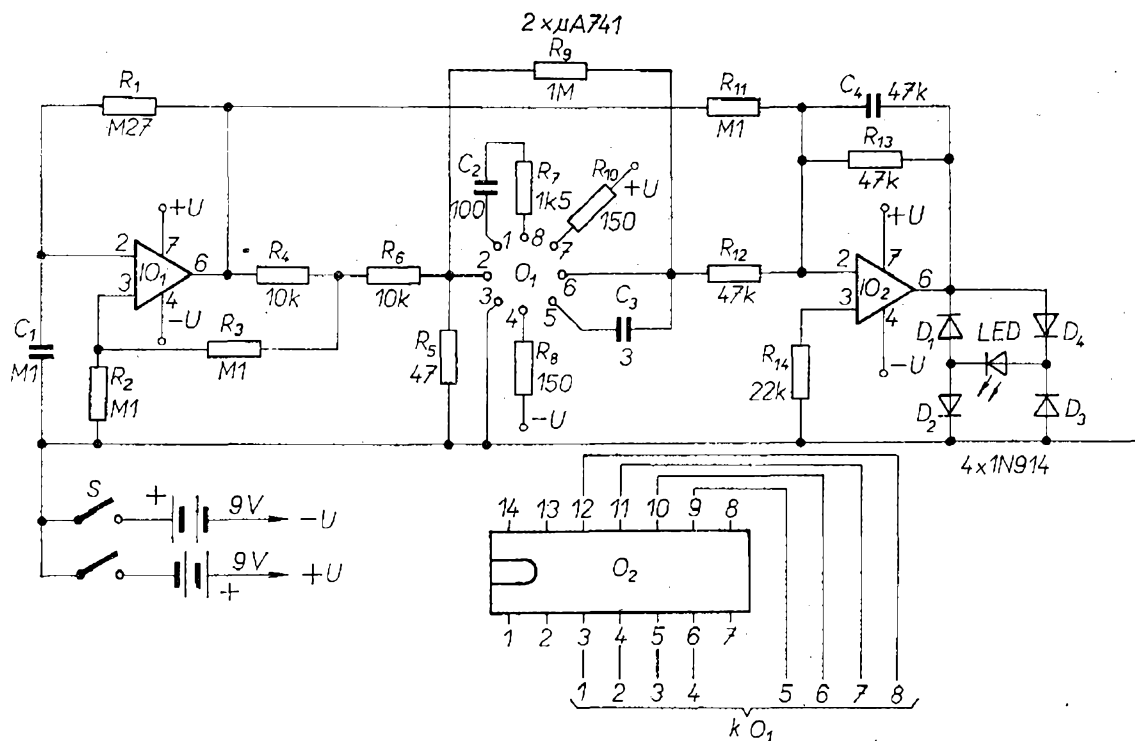 2 x µA741
R9
1M
R1
M27
R11
M1
C4
47k
R13
47k
C2
100
R7
1k5
R10
150
+U
+U
2
7
IO1
6
3
4
-U
R4
10k
R6
10k
R3
M1
C1
M1
R2
M1
R5
47
1
8
7
2
O1
6
3
4
5
C3
3
R8
150
-U
R12
47k
+U
2
7
IO2
6
3
4
-U
R14
22k
D1
LED
D4
D2
D3
4x1N914
S
+
9V
-U
9V
+U
+
14 13 12 11 10 9 8
O2
1 2 3 4 5 6 7
1 2 3 4 5 6 7 8
k O1